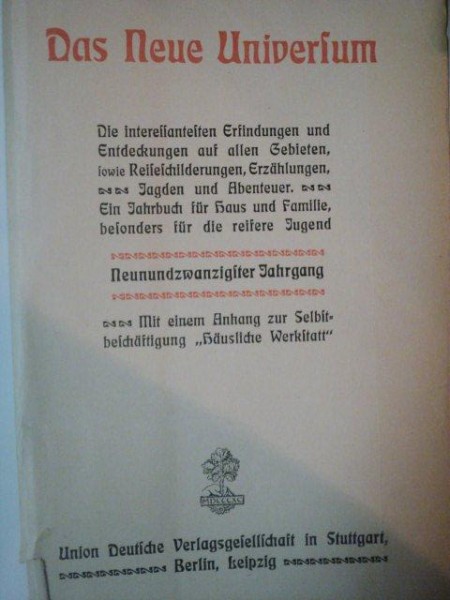 Das Neue Universum
Die interessantesten Erfindungen und
Entdeckungen auf allen Gebieten,
sowie Reiseschilderungen, Erzählungen,
Jagden und Abenteuer.
Ein Jahrbuch für Haus und Familie,
besonders für die reifere Jugend
Neunundzwanzigster Jahrgang
Mit einem Anhang zur Selbst-
beschäftigung „Häusliche Werkstatt"
MDCCCXC
Union Deutsche Verlagsgesellschaft in Stuttgart,
Berlin, Leipzig